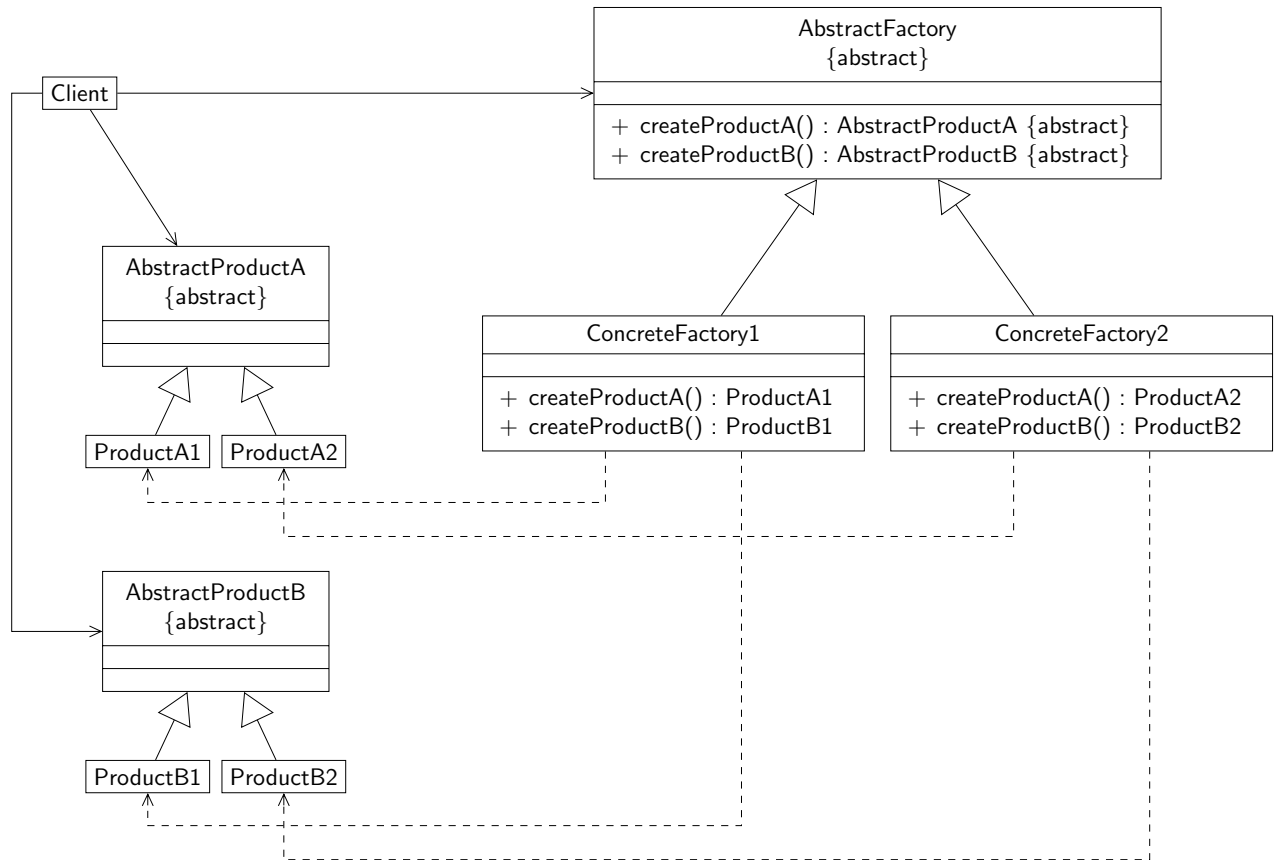 AbstractFactory
{abstract}
+ createProductA() : AbstractProductA {abstract}
+ createProductB() : AbstractProductB {abstract}
Client
AbstractProductA
{abstract}
ConcreteFactory1
+ createProductA() : ProductA1
+ createProductB() : ProductB1
ConcreteFactory2
+ createProductA() : ProductA2
+ createProductB() : ProductB2
ProductA1
ProductA2
AbstractProductB
{abstract}
ProductB1
ProductB2